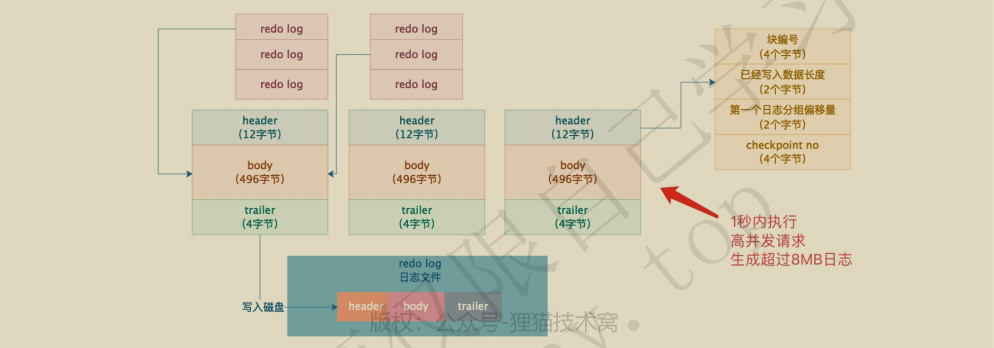 redo log
redo log
redo log
redo log
redo log
redo log
块编号
(4个字节)
已经写入数据长度
(2个字节)
第一个日志分组偏移量
(2个字节)
checkpoint no
(4个字节)
header
(12字节)
header
(12字节)
header
(12字节)
body
(496字节)
body
(496字节)
body
(496字节)
trailer
(4字节)
trailer
(4字节)
trailer
(4字节)
1秒内执行
高并发请求
生成超过8MB日志
redo log
日志文件
写入磁盘
header
body
trailer
版权：公众号-狸猫技术窝
权限自己学习
top